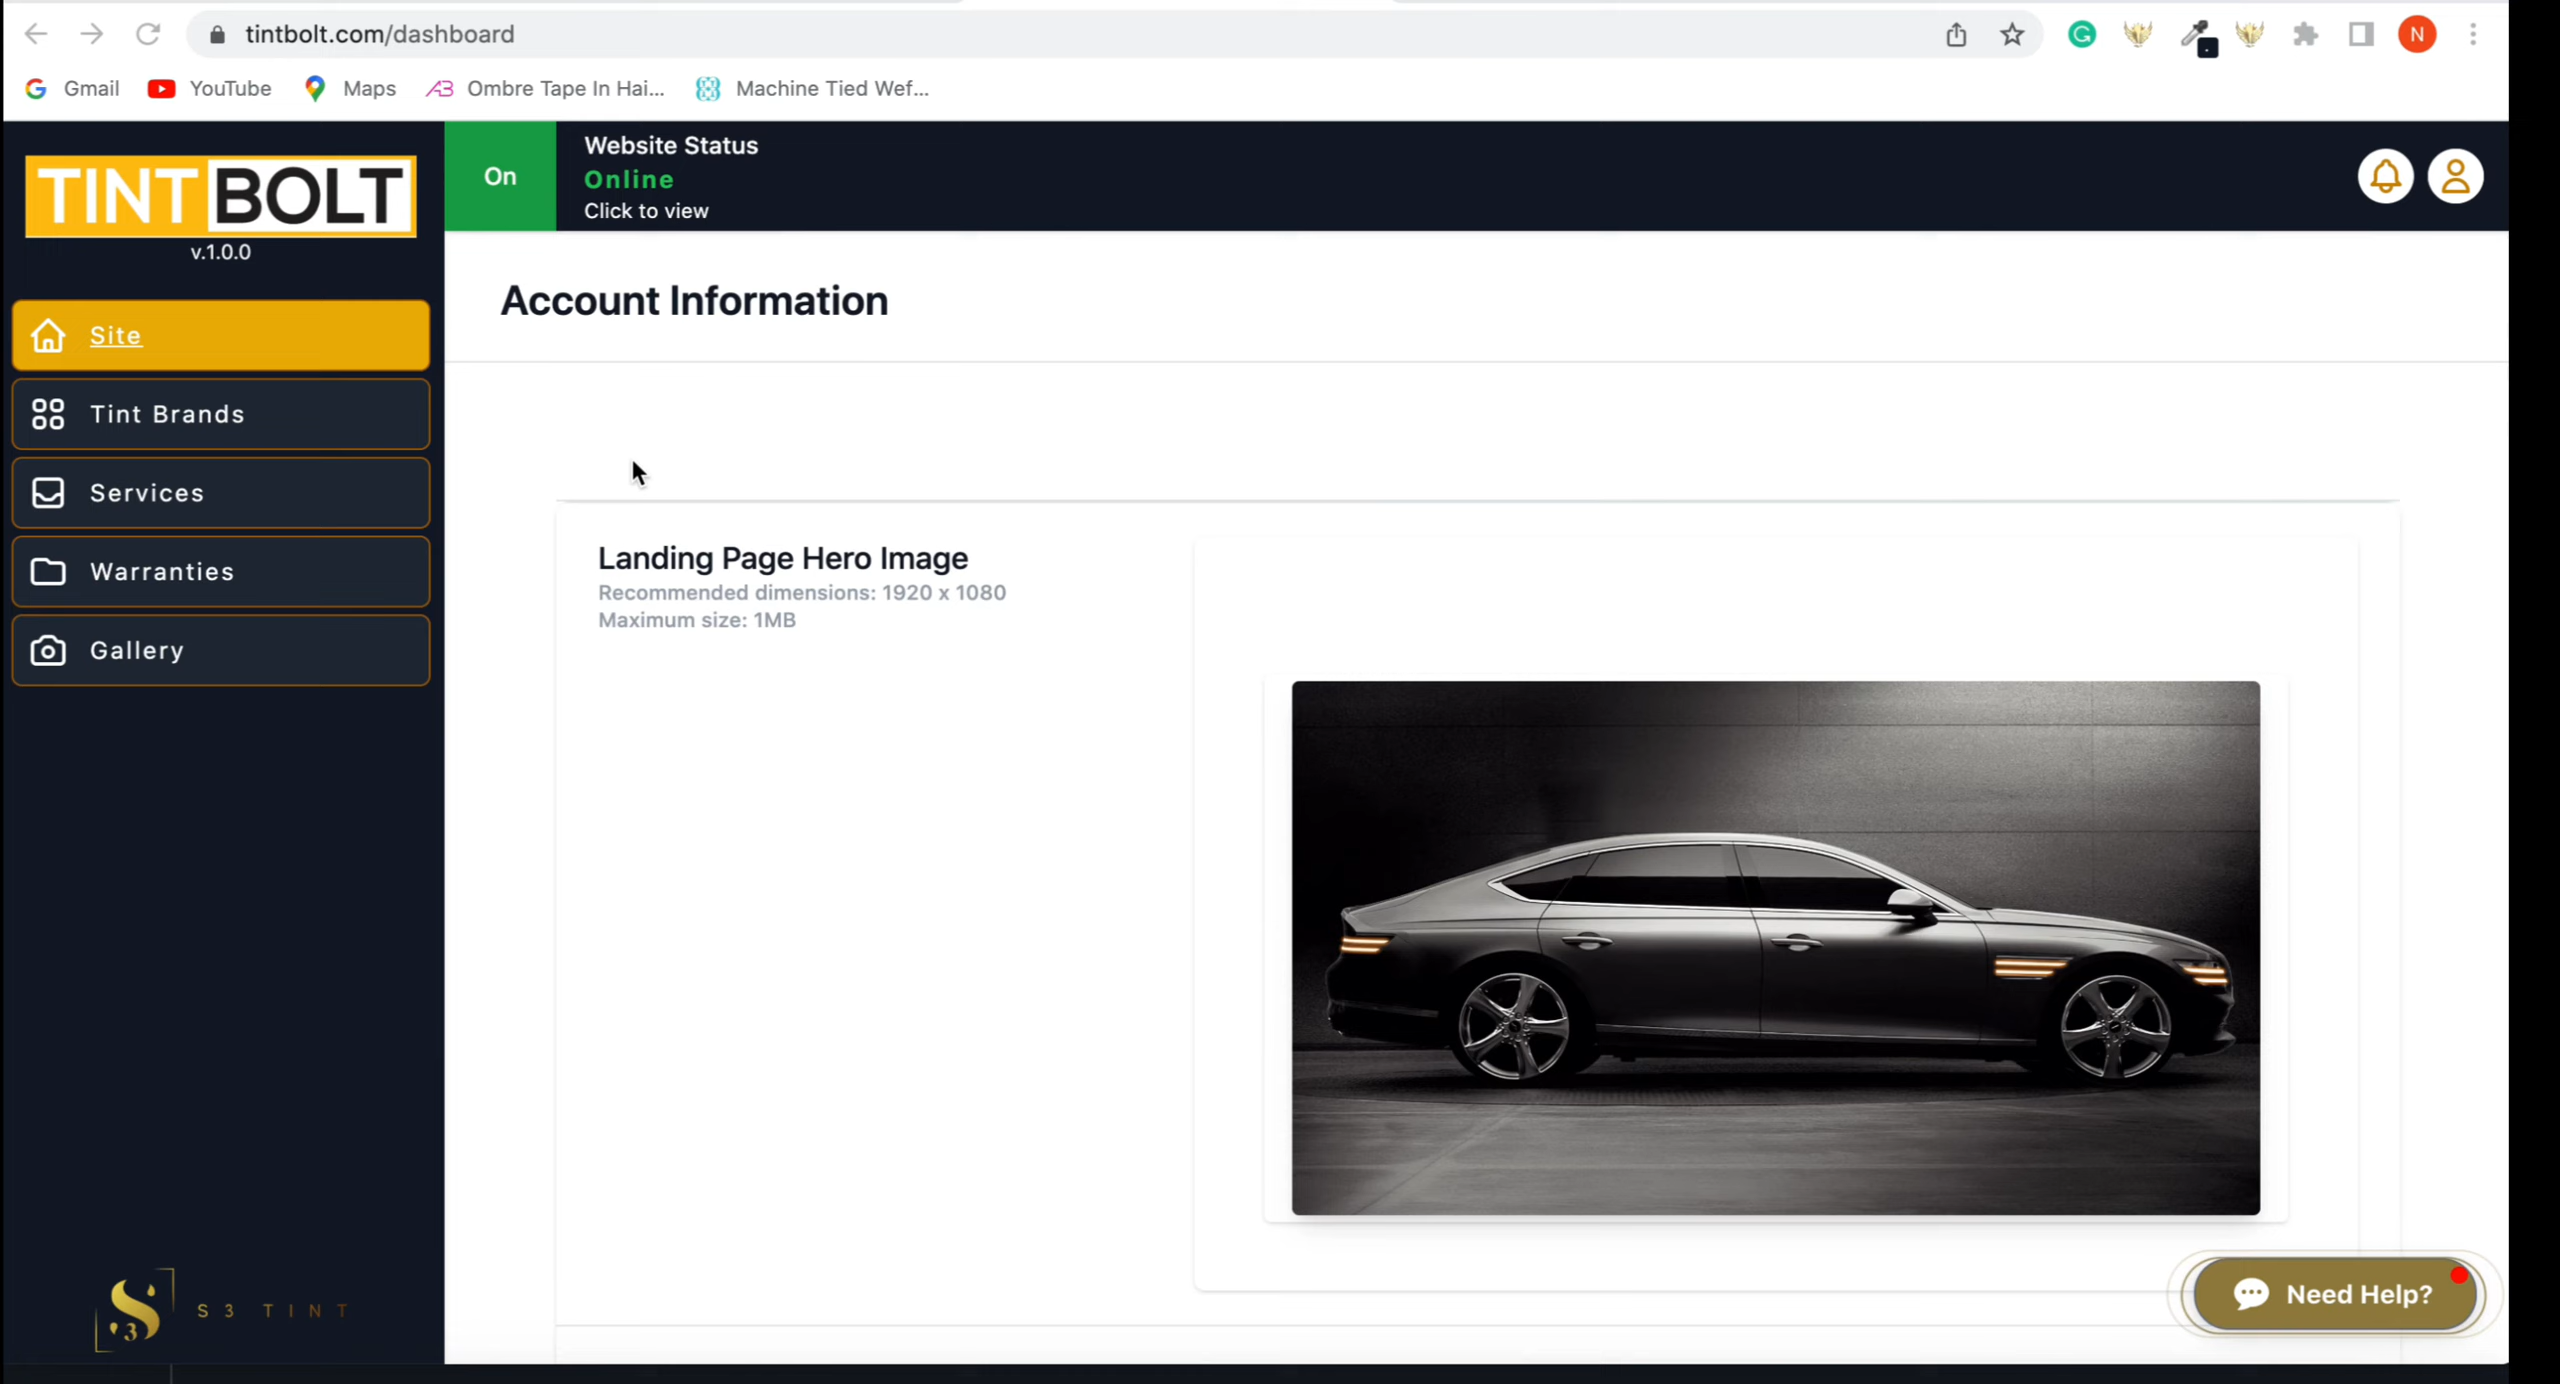 tintbolt.com/dashboard
N
Gmail
YouTube
Maps
Ombre Tape In Hai...
Machine Tied Wef...
TINT BOLT
v.1.0.0
On
Website Status
Online
Click to view
Account Information
Site
Tint Brands
Services
Warranties
Gallery
Landing Page Hero Image
Recommended dimensions: 1920 x 1080
Maximum size: 1MB
S3
S3 TINT
Need Help?